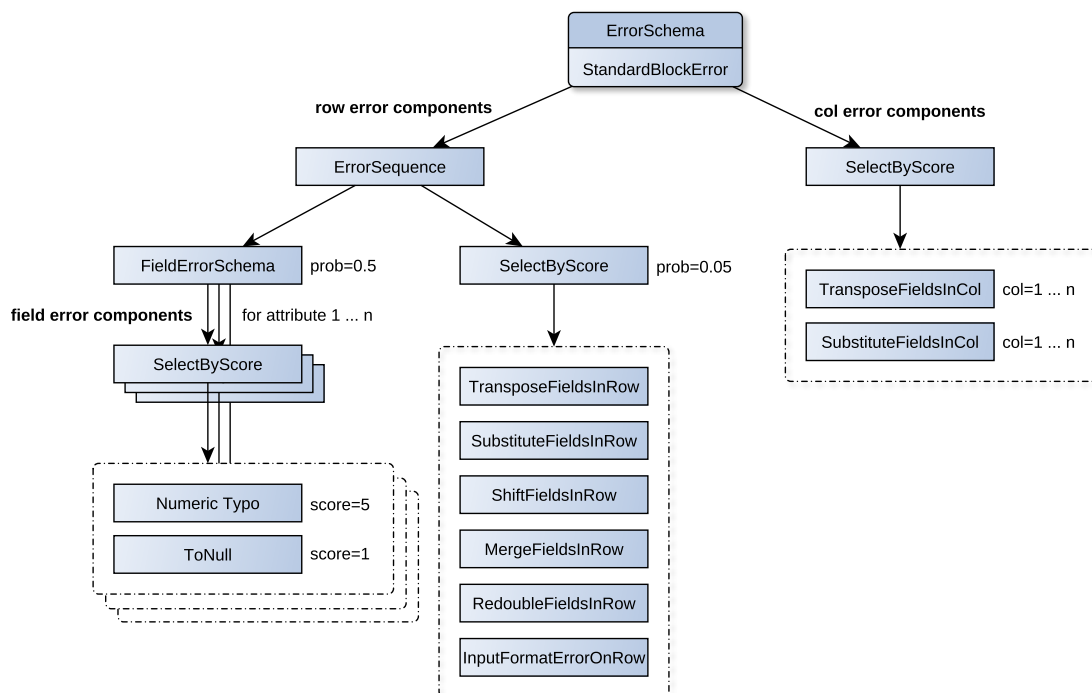 ErrorSchema
StandardBlockError
row error components
col error components
ErrorSequence
SelectByScore
FieldErrorSchema
prob=0.5
SelectByScore
prob=0.05
TransposeFieldsInCol
col=1 ... n
SubstituteFieldsInCol
col=1 ... n
field error components
for attribute 1 ... n
SelectByScore
TransposeFieldsInRow
SubstituteFieldsInRow
ShiftFieldsInRow
MergeFieldsInRow
RedoubleFieldsInRow
InputFormatErrorOnRow
Numeric Typo
score=5
ToNull
score=1